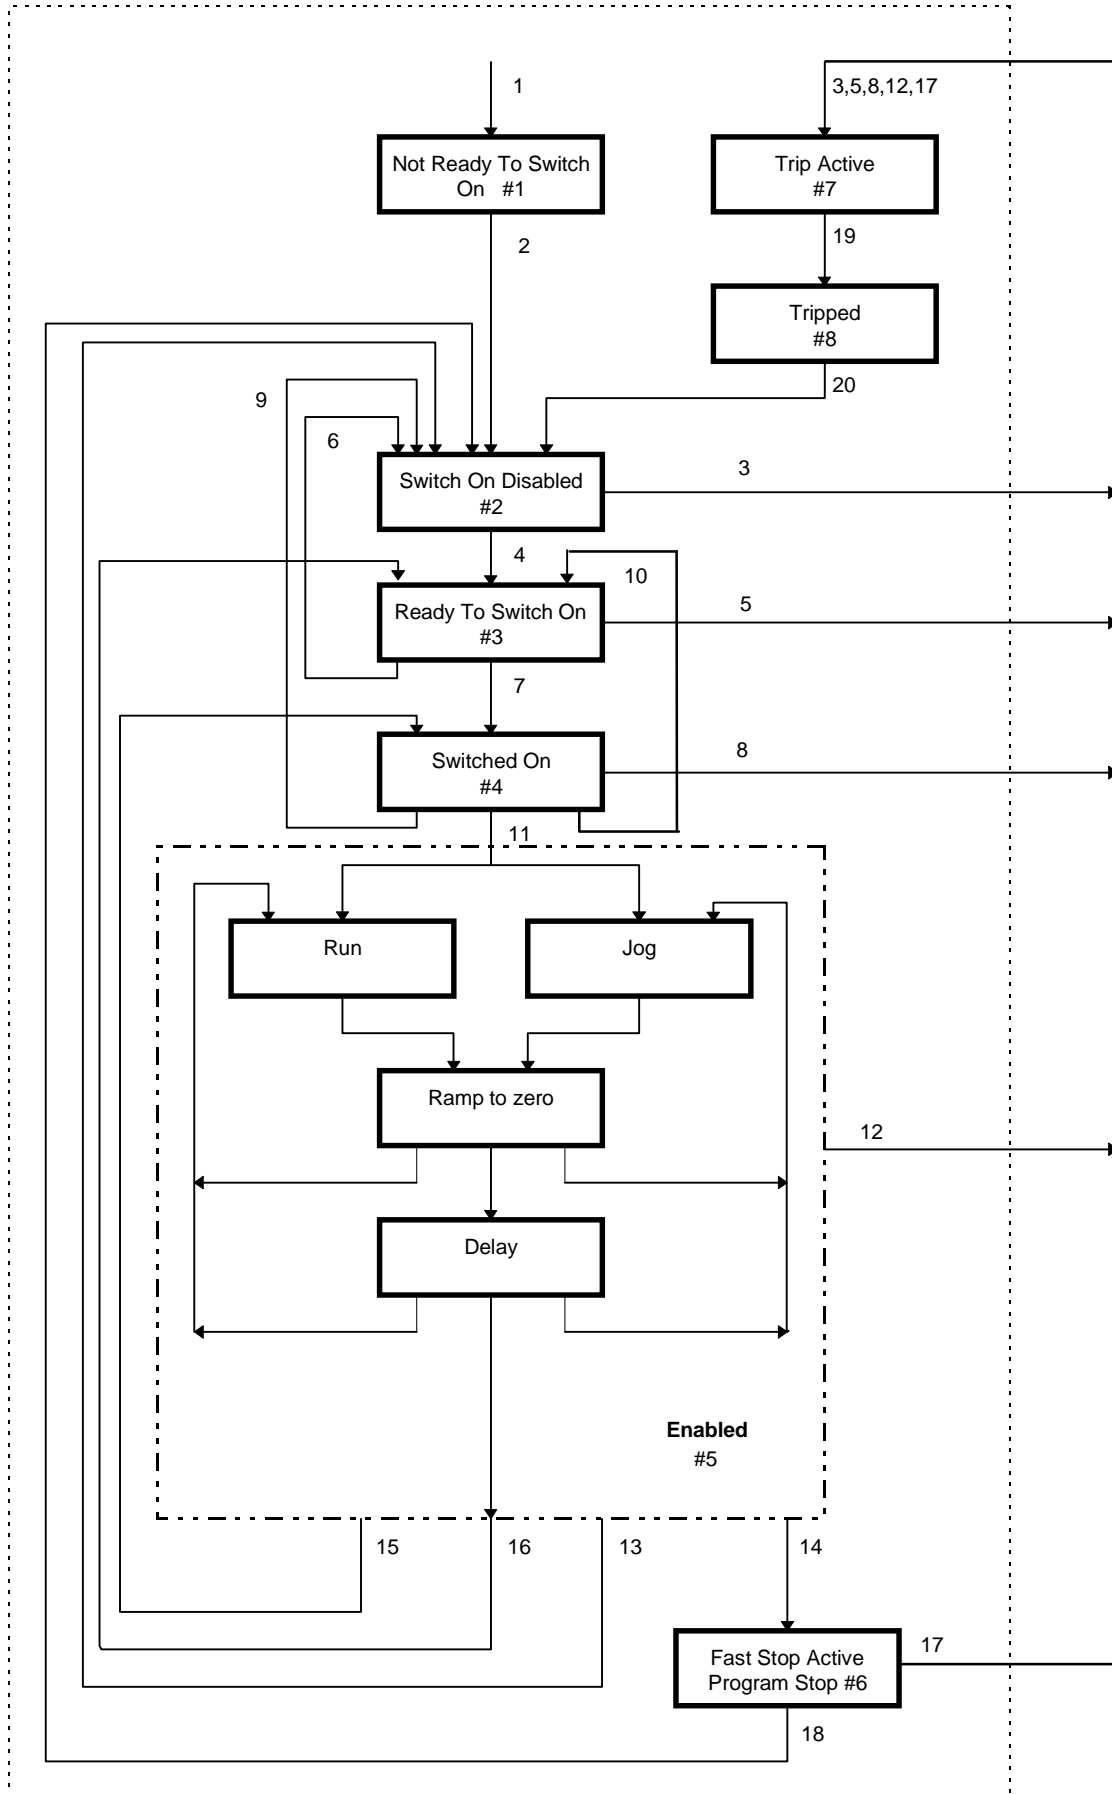 1
3,5,8,12,17
Not Ready To Switch
On #1
Trip Active
#7
2
19
Tripped
#8
20
9
6
Switch On Disabled
#2
3
4
10
Ready To Switch On
#3
5
7
Switched On
#4
8
11
Run
Jog
Ramp to zero
12
Delay
Enabled
#5
15
16
13
14
Fast Stop Active
Program Stop #6
17
18